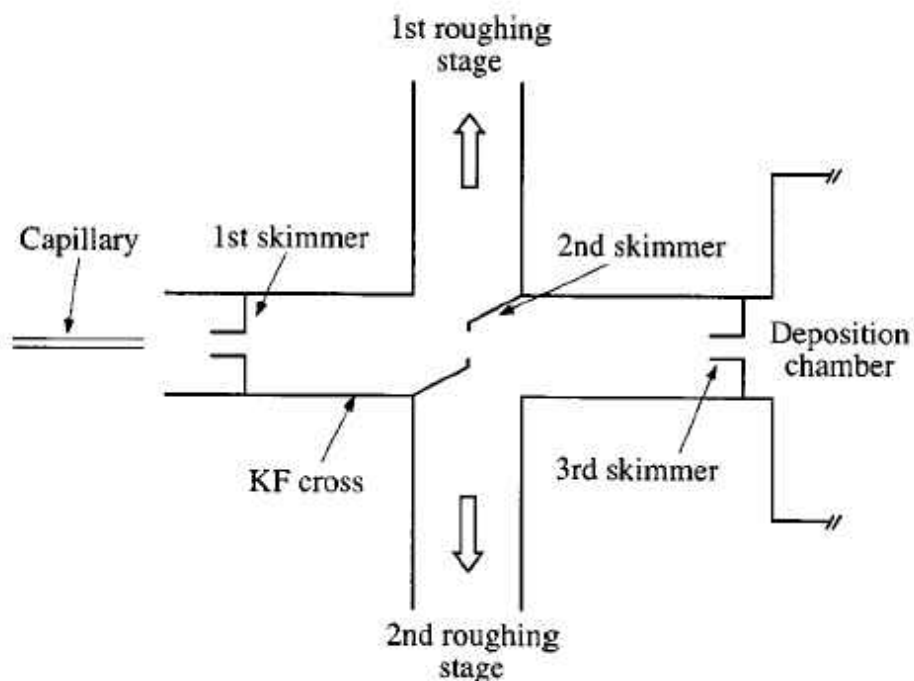 1st roughing
stage
Capillary
1st skimmer
2nd skimmer
Deposition
chamber
KF cross
3rd skimmer
2nd roughing
stage